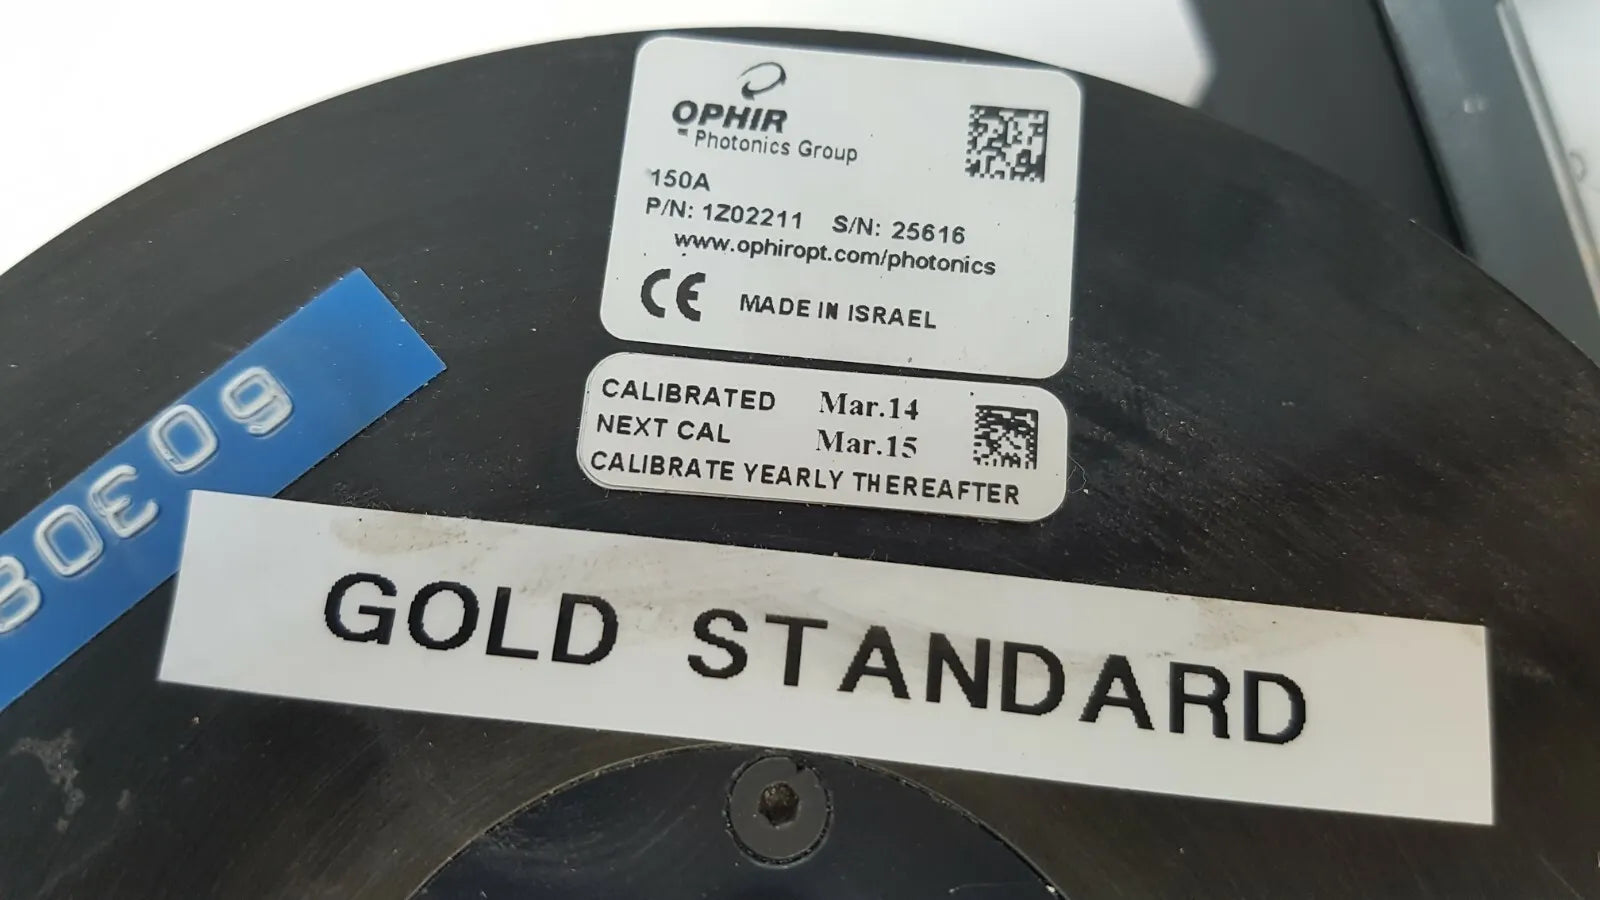 OPHIR
Photonics Group
150A
P/N: 1Z02211 S/N: 25616
www.ophiropt.com/photonics
CE MADE IN ISRAEL
CALIBRATED Mar.14
NEXT CAL Mar.15
CALIBRATE YEARLY THEREAFTER
60308
GOLD STANDARD